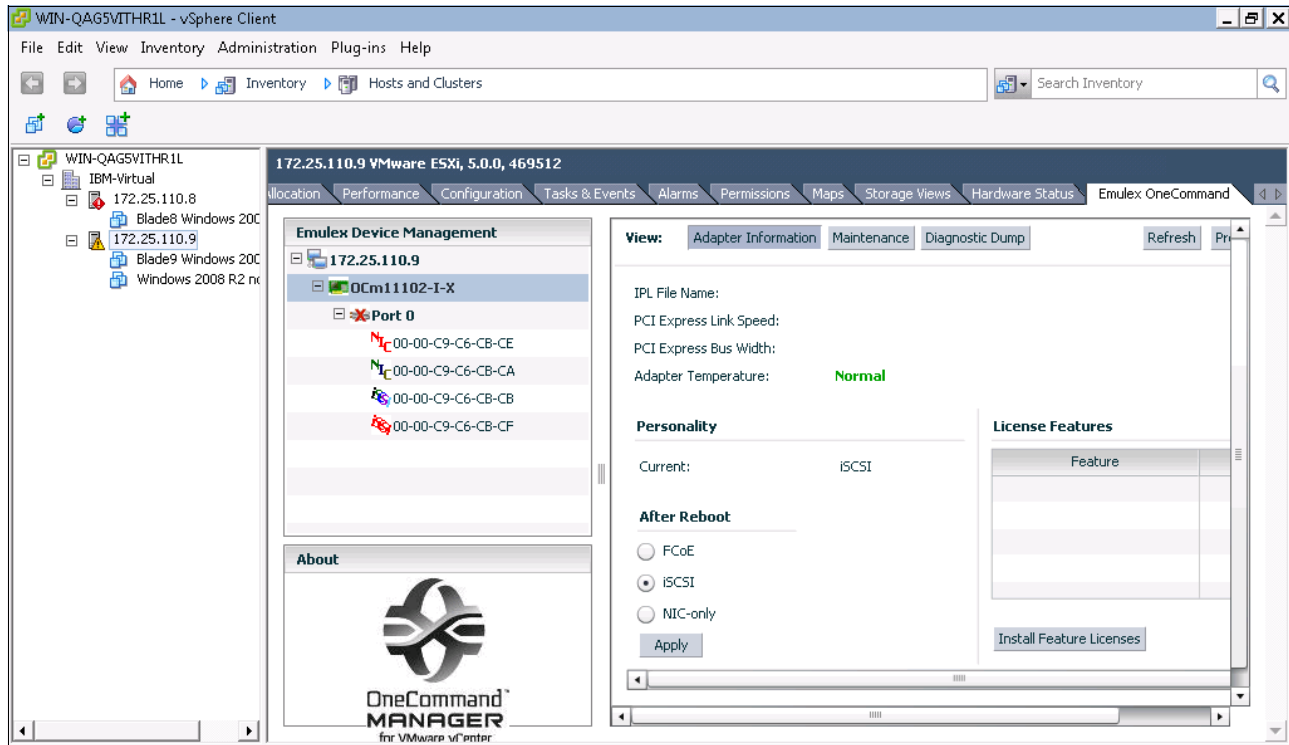 WIN-QAG5VITHR1L - vSphere Client
File Edit View Inventory Administration Plug-ins Help
Home Inventory Hosts and Clusters
Search Inventory
WIN-QAG5VITHR1L
IBM-Virtual
172.25.110.8
Blade8 Windows 200
172.25.110.9
Blade9 Windows 200
Windows 2008 R2 no
172.25.110.9 VMware ESXi, 5.0.0, 469512
llocation Performance Configuration Tasks & Events Alarms Permissions Maps Storage Views Hardware Status Emulex OneCommand
Emulex Device Management
172.25.110.9
OCm11102-I-X
Port 0
NIC 00-00-C9-C6-CB-CE
NIC 00-00-C9-C6-CB-CA
iSCSI 00-00-C9-C6-CB-CB
iSCSI 00-00-C9-C6-CB-CF
About
OneCommand™
MANAGER
for VMware vCenter
View: Adapter Information Maintenance Diagnostic Dump Refresh Pr
IPL File Name:
PCI Express Link Speed:
PCI Express Bus Width:
Adapter Temperature: Normal
Personality
Current: iSCSI
After Reboot
FCoE
iSCSI
NIC-only
Apply
License Features
Feature
Install Feature Licenses